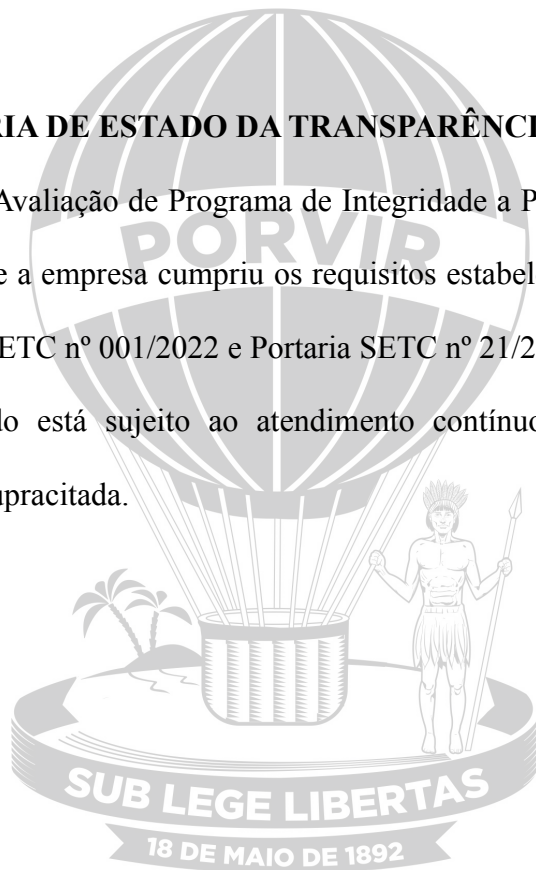 RIA DE ESTADO DA TRANSPARÊNC
Avaliação de Programa de Integridade a P
e a empresa cumpriu os requisitos estabel
ETC nº 001/2022 e Portaria SETC nº 21/2
do está sujeito ao atendimento contínuo
upracitada.
PORVIR
SUB LEGE LIBERTAS
18 DE MAIO DE 1892